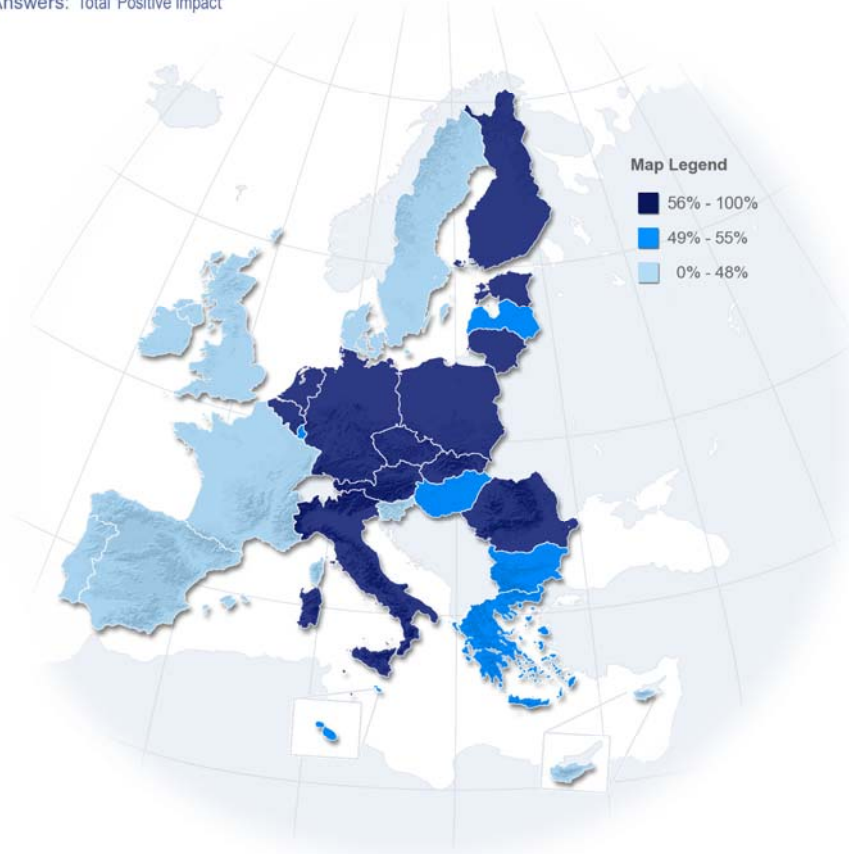 Answers: Total Positive Impact
Map Legend
56% - 100%
49% - 55%
0% - 48%